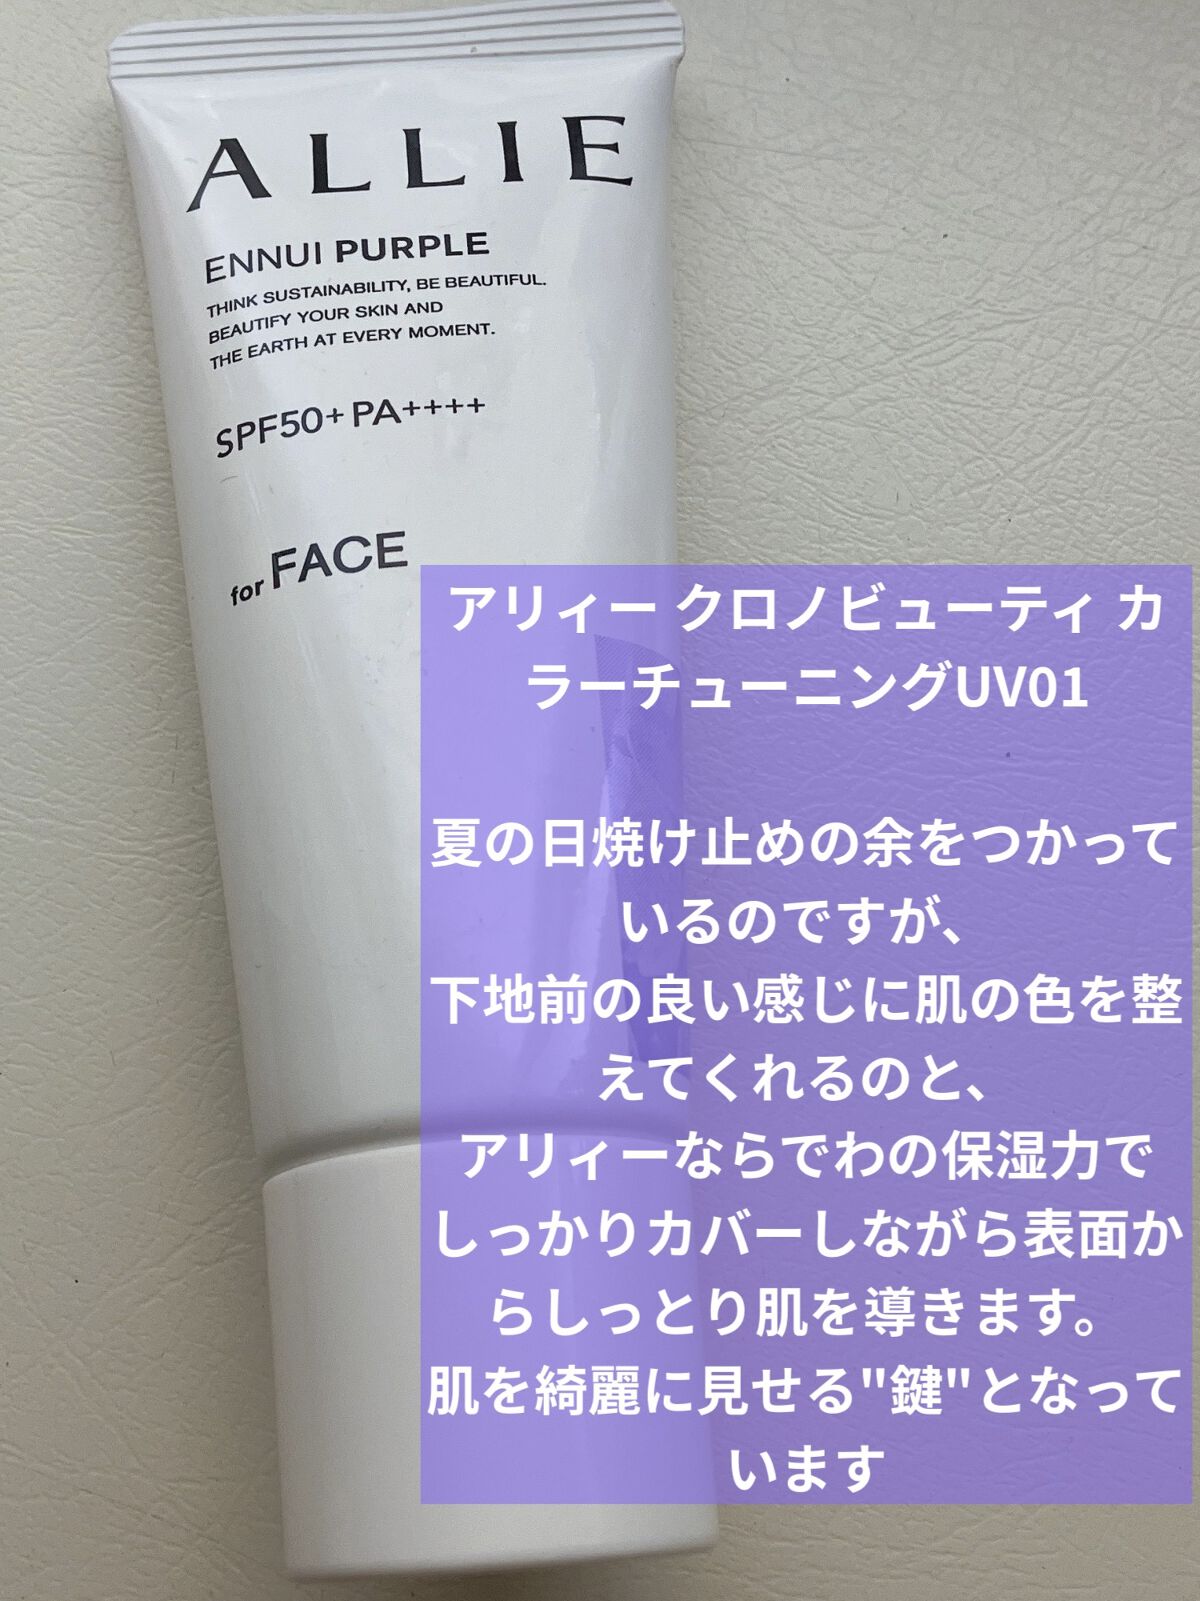 ALLIE
ENNUI PURPLE
THINK SUSTAINABILITY, BE BEAUTIFUL.
BEAUTIFY YOUR SKIN AND
THE EARTH AT EVERY MOMENT.
SPF50+ PA++++
for FACE
アリィー クロノビューティ カ
ラーチューニングUV01
夏の日焼け止めの余をつかって
いるのですが、
下地前の良い感じに肌の色を整
えてくれるのと、
アリィーならでわの保湿力で
しっかりカバーしながら表面か
らしっとり肌を導きます。
肌を綺麗に見せる"鍵"となって
います